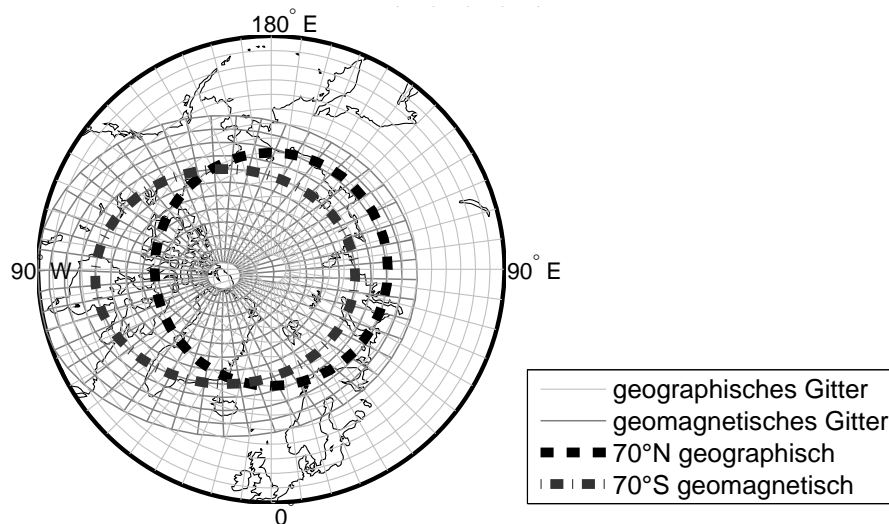 180° E
90° W
90° E
0°
geographisches Gitter
geomagnetisches Gitter
70°N geographisch
70°S geomagnetisch